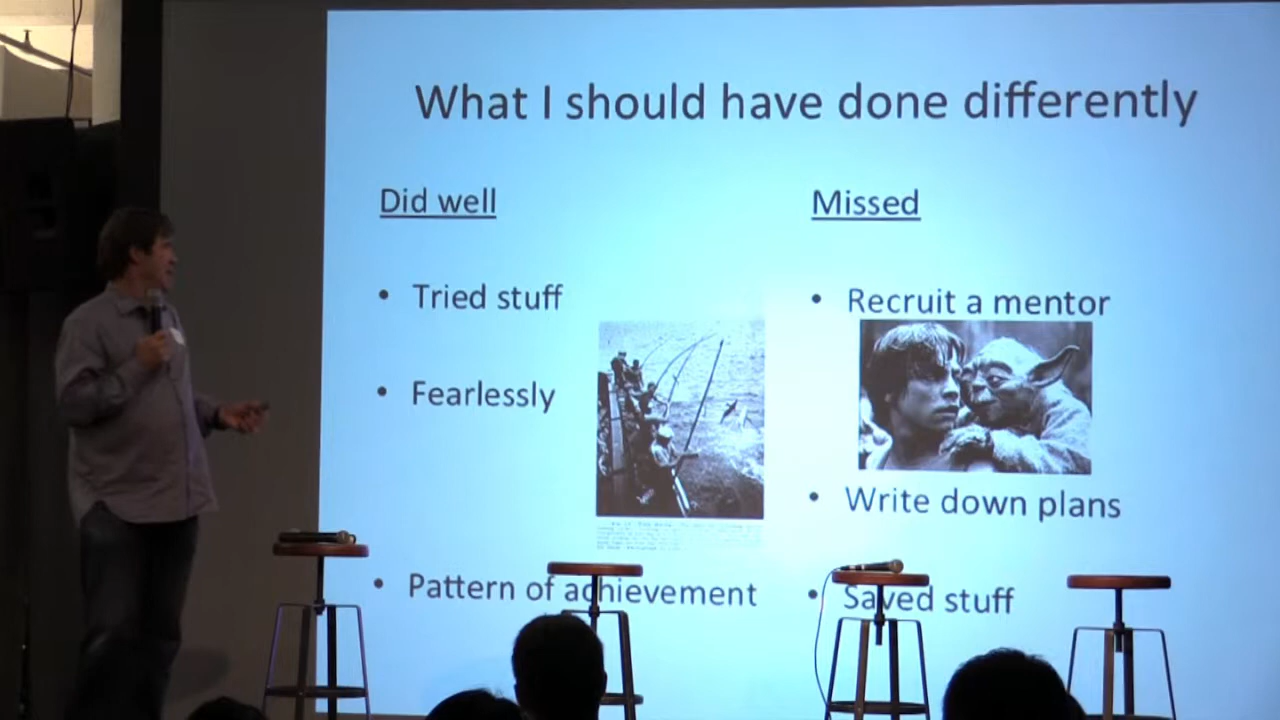 What I should have done differently
Did well
• Tried stuff
• Fearlessly
• Pattern of achievement
Missed
• Recruit a mentor
• Write down plans
• Saved stuff